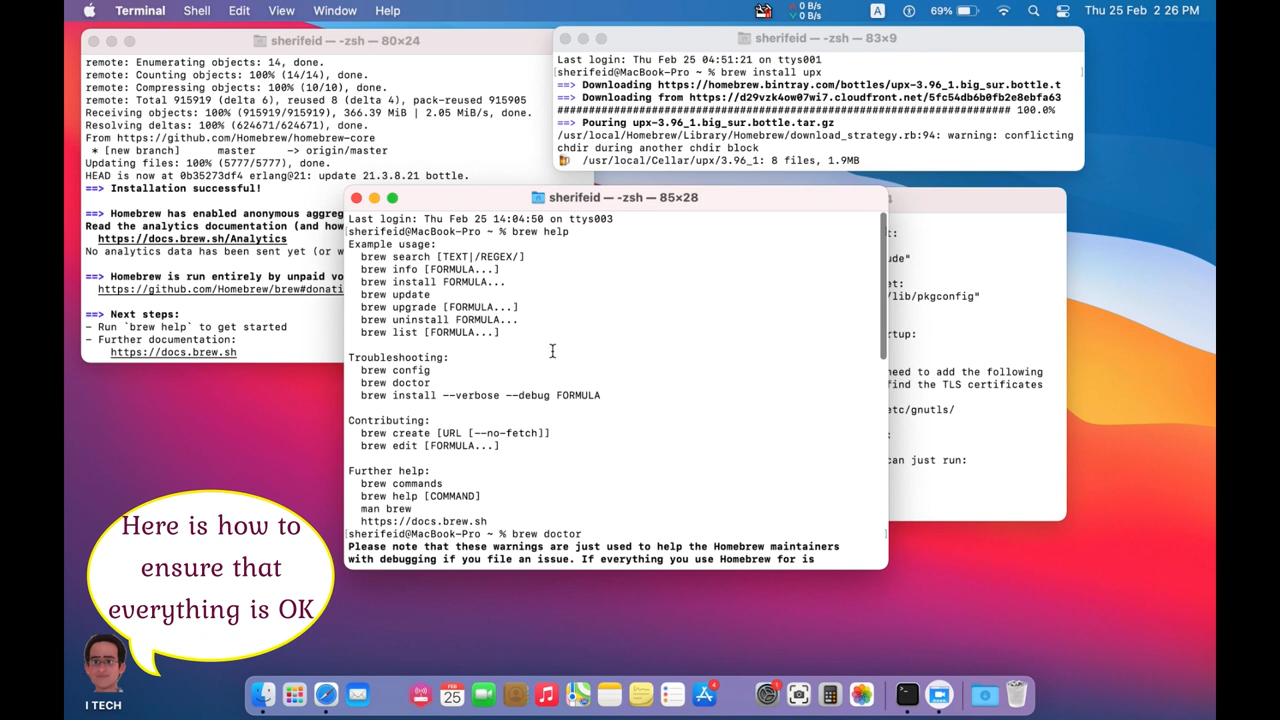 Terminal Shell Edit View Window Help
0 B/s
0 B/s
A 69% Thu 25 Feb 2:26 PM
sherifeid — -zsh — 80×24
remote: Enumerating objects: 14, done.
remote: Counting objects: 100% (14/14), done.
remote: Compressing objects: 100% (10/10), done.
remote: Total 915919 (delta 6), reused 8 (delta 4), pack-reused 915905
Receiving objects: 100% (915919/915919), 366.39 MiB | 2.05 MiB/s, done.
Resolving deltas: 100% (624671/624671), done.
From https://github.com/Homebrew/homebrew-core
* [new branch] master -> origin/master
Updating files: 100% (5777/5777), done.
HEAD is now at 0b35273df4 erlang@21: update 21.3.8.21 bottle.
==> Installation successful!
==> Homebrew has enabled anonymous aggreg
Read the analytics documentation (and how
https://docs.brew.sh/Analytics
No analytics data has been sent yet (or w
==> Homebrew is run entirely by unpaid vo
https://github.com/Homebrew/brew#donati
==> Next steps:
- Run `brew help` to get started
- Further documentation:
https://docs.brew.sh
sherifeid — -zsh — 83×9
Last login: Thu Feb 25 04:51:21 on ttys001
[sherifeid@MacBook-Pro ~ % brew install upx ]
==> Downloading https://homebrew.bintray.com/bottles/upx-3.96_1.big_sur.bottle.t
==> Downloading from https://d29vzk4ow07wi7.cloudfront.net/5fc54db6b0fb2e8ebfa63
######################################################################## 100.0%
==> Pouring upx-3.96_1.big_sur.bottle.tar.gz
/usr/local/Homebrew/Library/Homebrew/download_strategy.rb:94: warning: conflicting
chdir during another chdir block
🍺 /usr/local/Cellar/upx/3.96_1: 8 files, 1.9MB
sherifeid — -zsh — 85×28
Last login: Thu Feb 25 14:04:50 on ttys003
[sherifeid@MacBook-Pro ~ % brew help
Example usage:
brew search [TEXT|/REGEX/]
brew info [FORMULA...]
brew install FORMULA...
brew update
brew upgrade [FORMULA...]
brew uninstall FORMULA...
brew list [FORMULA...]
Troubleshooting:
brew config
brew doctor
brew install --verbose --debug FORMULA
Contributing:
brew create [URL [--no-fetch]]
brew edit [FORMULA...]
Further help:
brew commands
brew help [COMMAND]
man brew
https://docs.brew.sh
[sherifeid@MacBook-Pro ~ % brew doctor ]
Please note that these warnings are just used to help the Homebrew maintainers
with debugging if you file an issue. If everything you use Homebrew for is
4
t:
ude"
et:
/lib/pkgconfig"
rtup:
need to add the following
find the TLS certificates
etc/gnutls/
:
can just run:
Here is how to
ensure that
everything is OK
I TECH
FEB
25
1
4